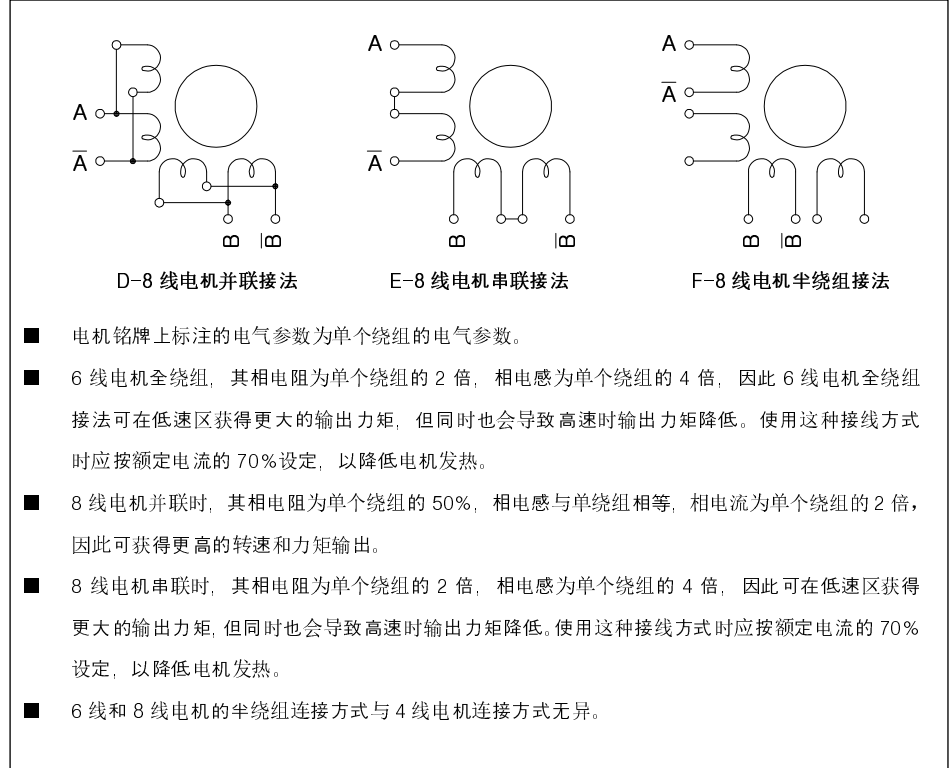 A
A
A
A̅
A
A̅
A̅
B
B̅
B
B̅
B
B̅
D-8 线电机并联接法
E-8 线电机串联接法
F-8 线电机半绕组接法
■ 电机铭牌上标注的电气参数为单个绕组的电气参数。
■ 6 线电机全绕组，其相电阻为单个绕组的 2 倍，相电感为单个绕组的 4 倍，因此 6 线电机全绕组
接法可在低速区获得更大的输出力矩，但同时也会导致高速时输出力矩降低。使用这种接线方式
时应按额定电流的 70%设定，以降低电机发热。
■ 8 线电机并联时，其相电阻为单个绕组的 50%，相电感与单绕组相等，相电流为单个绕组的 2 倍，
因此可获得更高的转速和力矩输出。
■ 8 线电机串联时，其相电阻为单个绕组的 2 倍，相电感为单个绕组的 4 倍，因此可在低速区获得
更大的输出力矩，但同时也会导致高速时输出力矩降低。使用这种接线方式时应按额定电流的 70%
设定，以降低电机发热。
■ 6 线和 8 线电机的半绕组连接方式与 4 线电机连接方式无异。